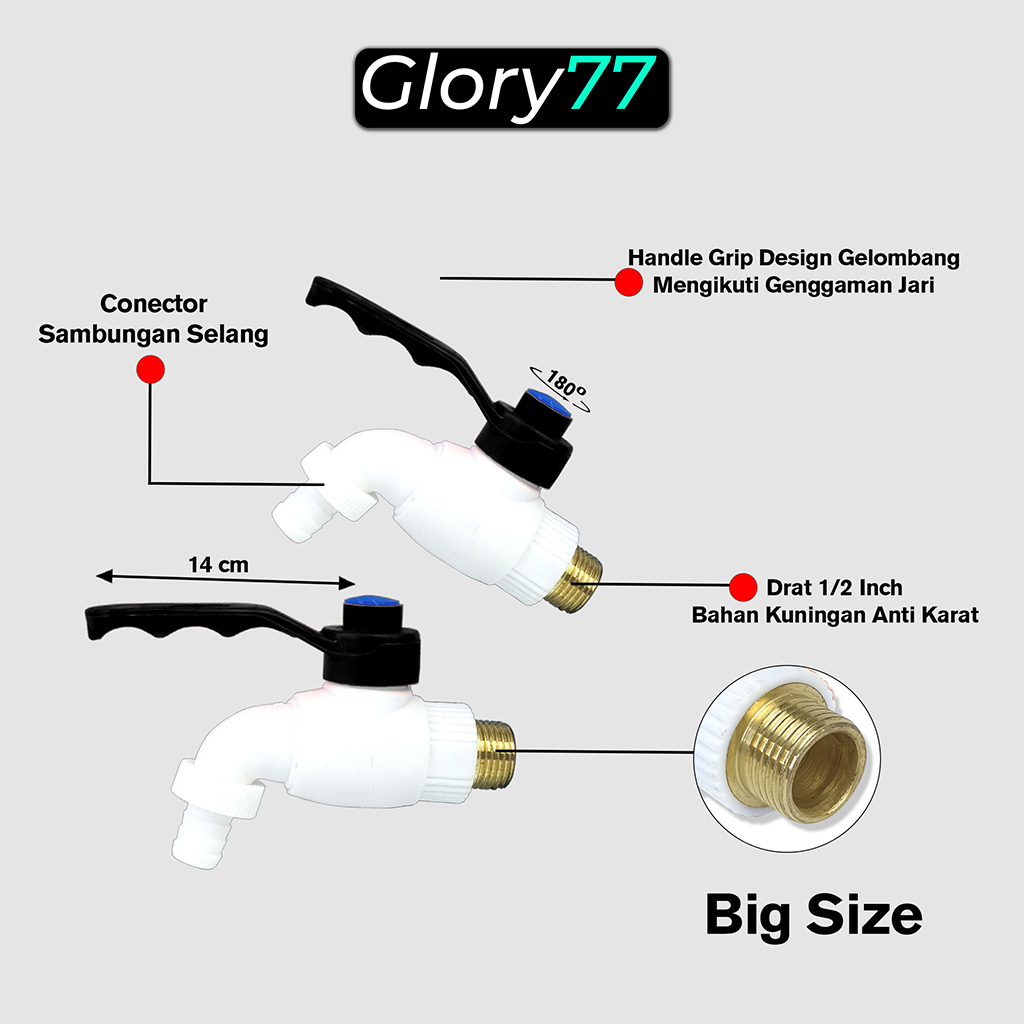 Glory77
Handle Grip Design Gelombang
Mengikuti Genggaman Jari
Conector
Sambungan Selang
180°
14 cm
Drat 1/2 Inch
Bahan Kuningan Anti Karat
Big Size